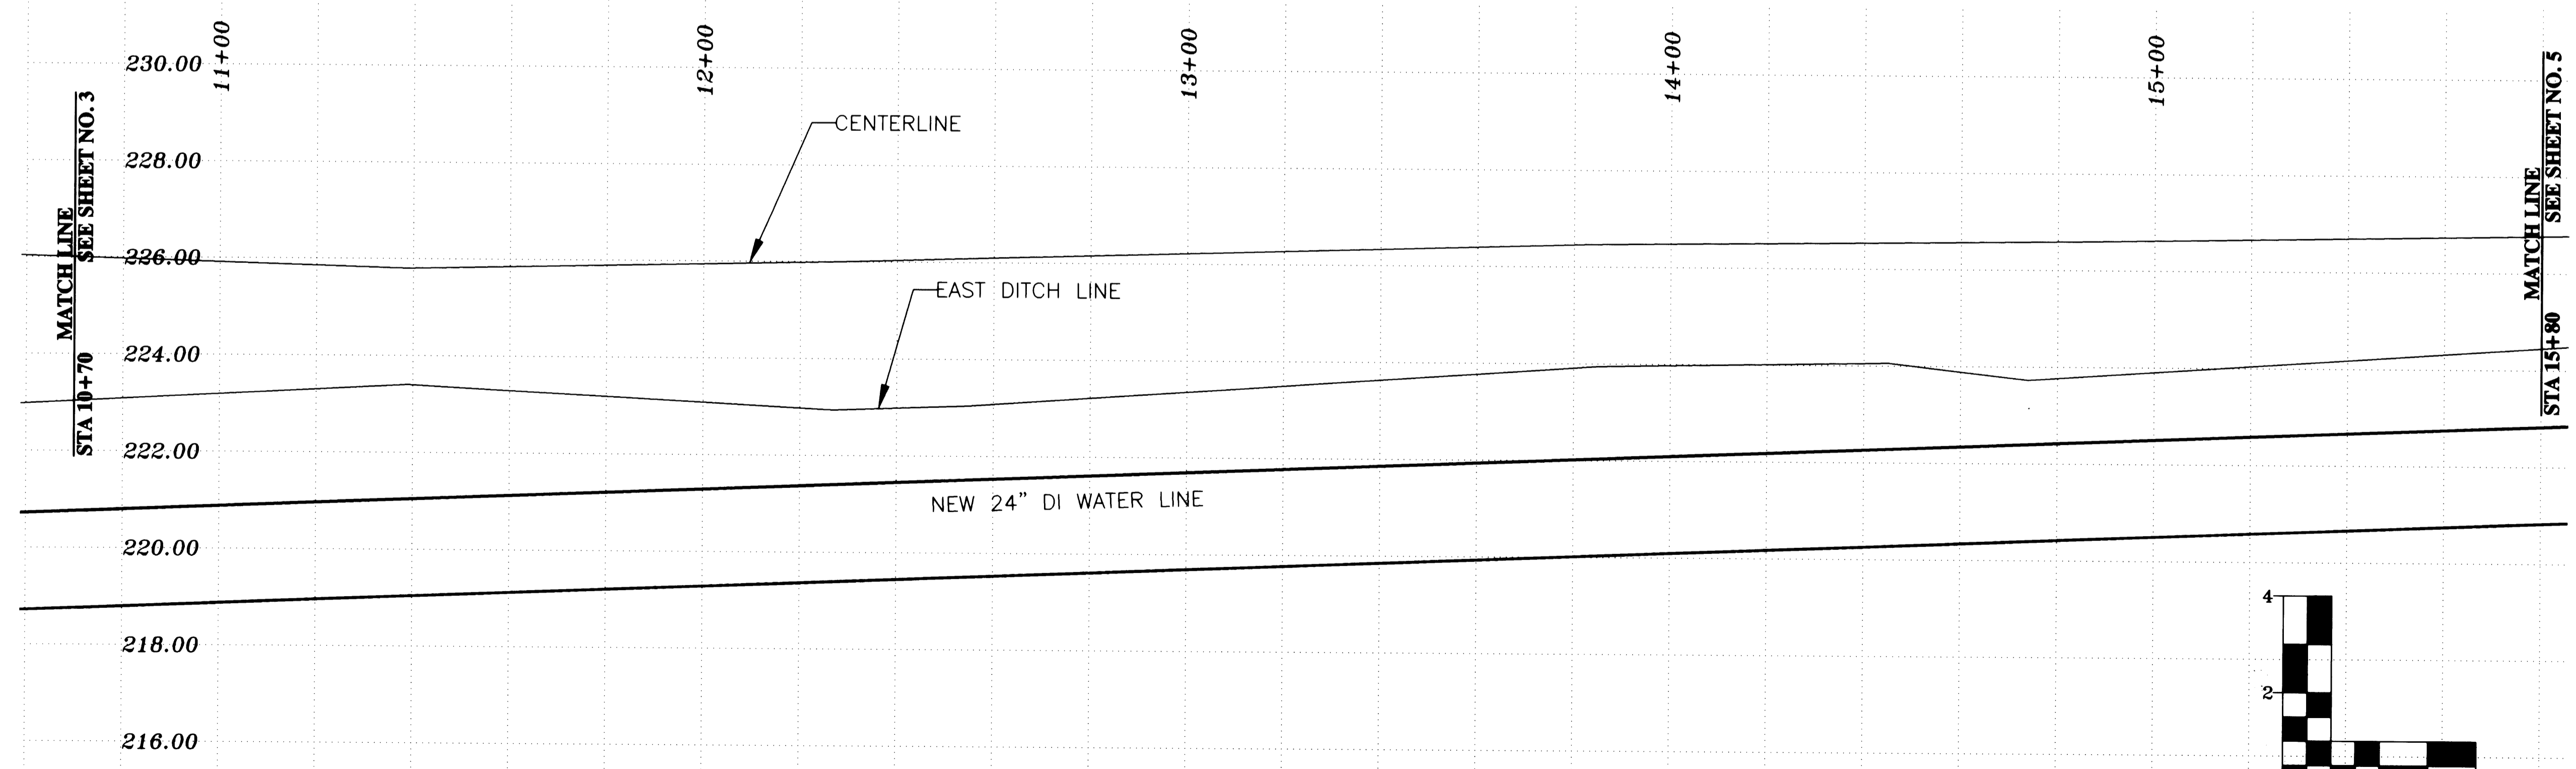 11+00
12+00
13+00
14+00
15+00
230.00
228.00
226.00
224.00
222.00
220.00
218.00
216.00
MATCH LINE
SEE SHEET NO. 3
STA 10+70
CENTERLINE
EAST DITCH LINE
NEW 24” DI WATER LINE
MATCH LINE
SEE SHEET NO. 5
STA 15+80
4
2